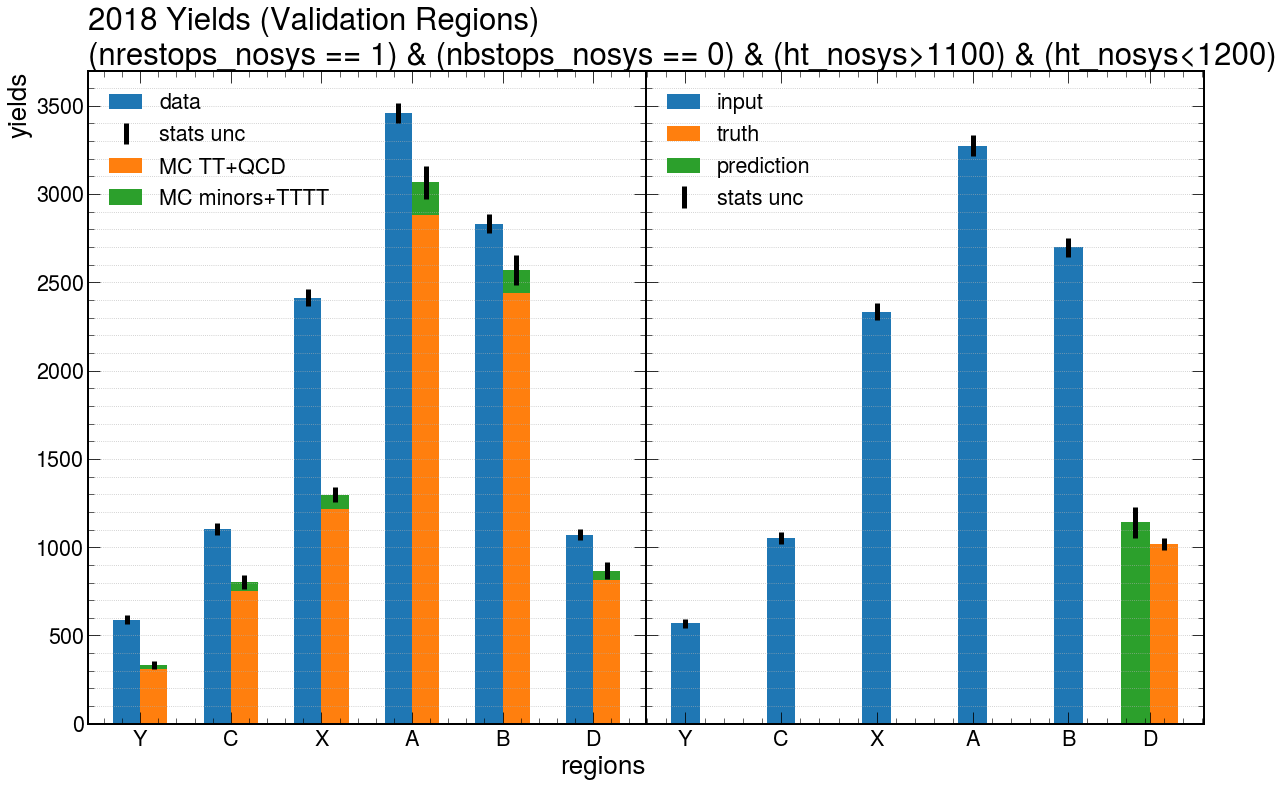 2018 Yields (Validation Regions)
(nrestops_nosys == 1) & (nbstops_nosys == 0) & (ht_nosys>1100) & (ht_nosys<1200)
yields
3500
3000
2500
2000
1500
1000
500
0
data
stats unc
MC TT+QCD
MC minors+TTTT
input
truth
prediction
stats unc
Y C X A B D
Y C X A B D
regions